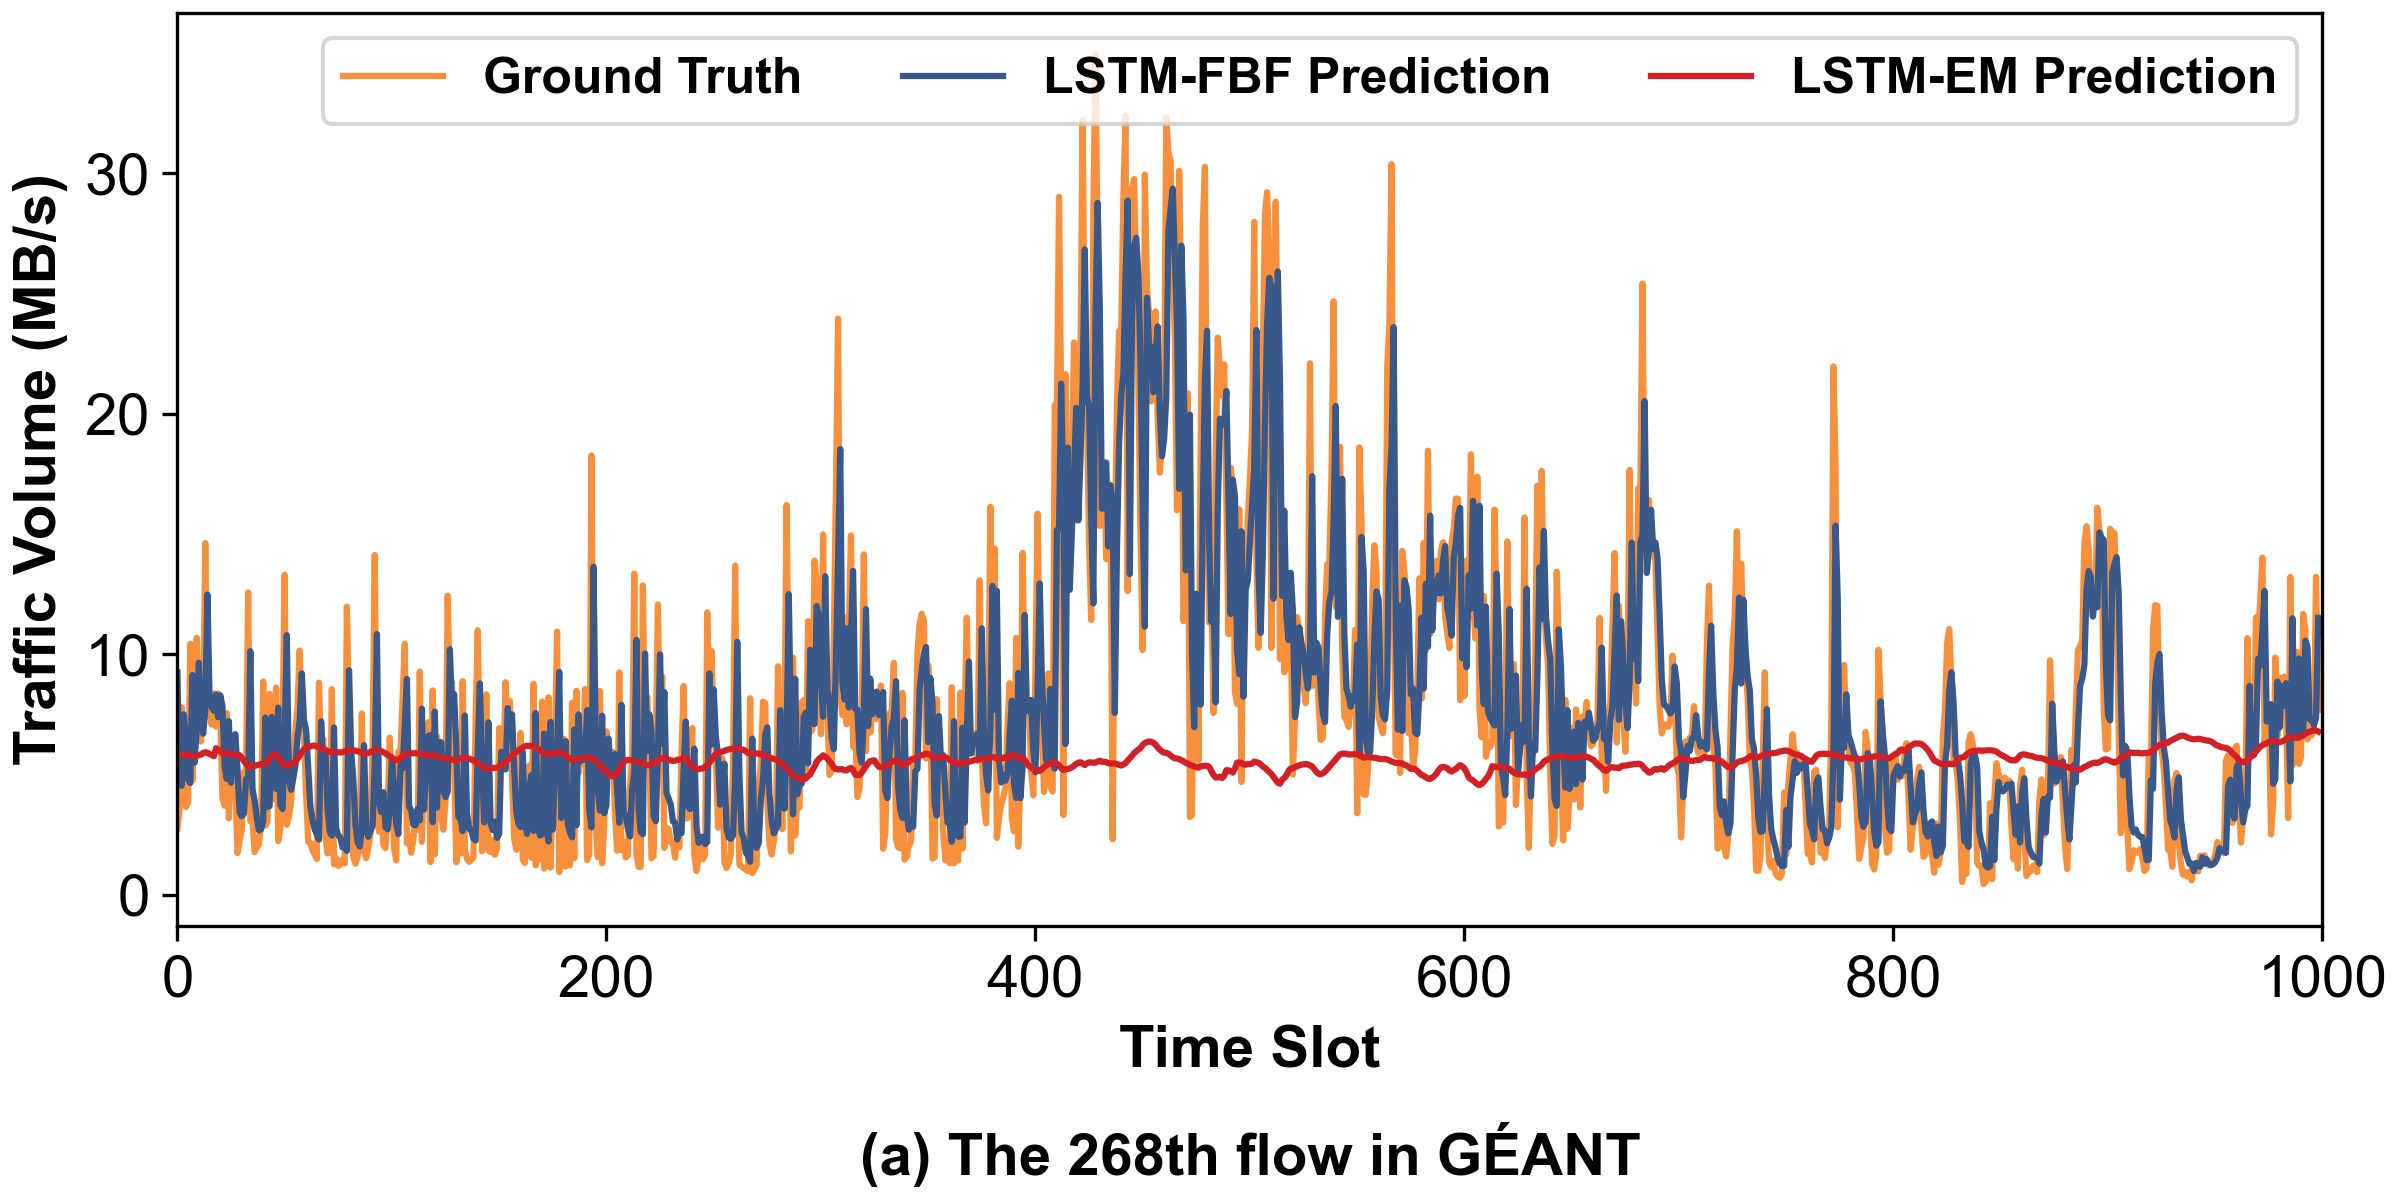 Ground Truth LSTM-FBF Prediction LSTM-EM Prediction
Traffic Volume (MB/s)
30
20
10
0
0 200 400 600 800 1000
Time Slot
(a) The 268th flow in GÉANT